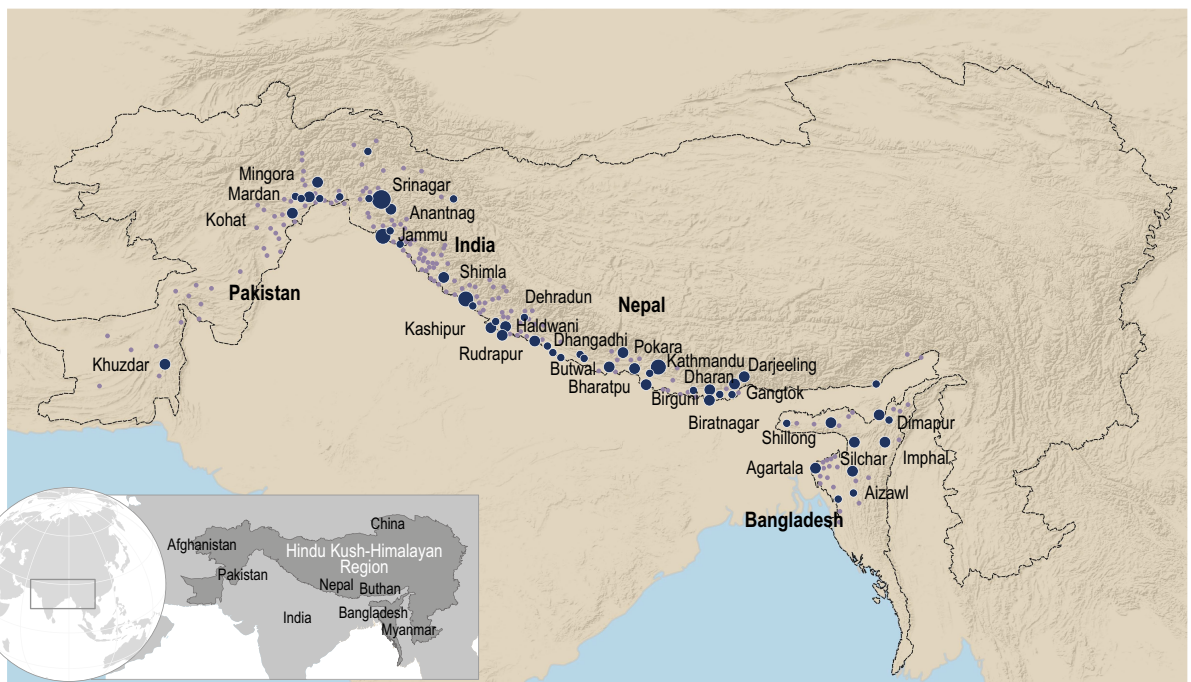 Mingora
Mardan
Srinagar
Kohat
Anantnag
Jammu
India
Shimla
Pakistan
Dehradun
Nepal
Kashipur
Haldwani
Rudrapur
Dhangadhi
Pokara
Khuzdar
Butwal
Kathmandu
Darjeeling
Bharatpu
Dharan
Birgunj
Gangtok
Biratnagar
Shillong
Dimapur
Agartala
Silchar
Imphal
Aizawl
Bangladesh
China
Afghanistan
Hindu Kush-Himalayan
Region
Pakistan
Nepal
Buthan
India
Bangladesh
Myanmar